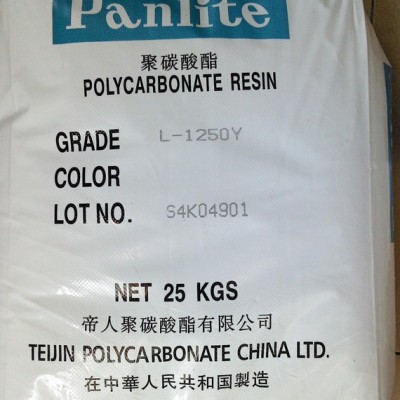 Panlite
聚碳酸酯
POLYCARBONATE RESIN
GRADE L-1250Y
COLOR
LOT NO. S4K04901
NET 25 KGS
帝人聚碳酸酯有限公司
TEIJIN POLYCARBONATE CHINA LTD.
在中華人民共和国製造